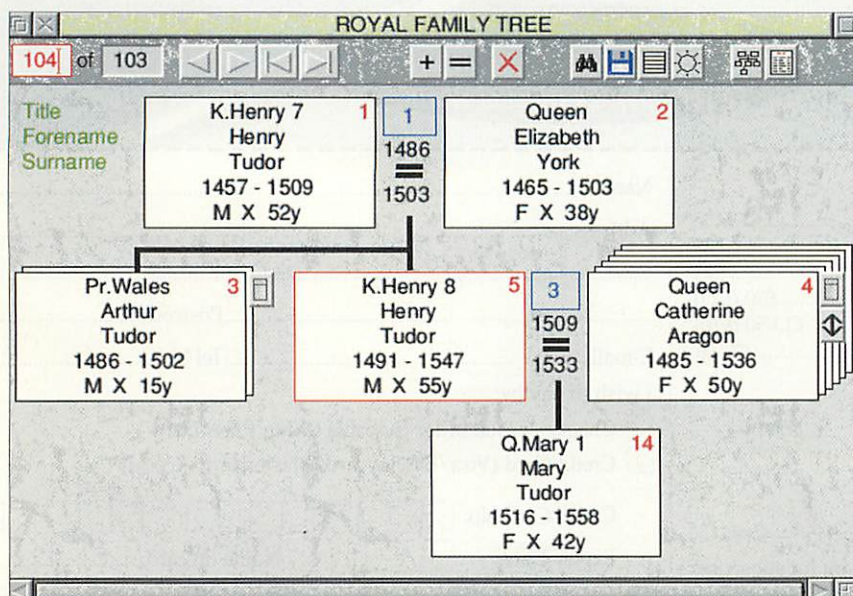 ROYAL FAMILY TREE
104 of 103
Title
Forename
Surname
K.Henry 7 1
Henry
Tudor
1457 - 1509
M X 52y
1
1486
1503
Queen 2
Elizabeth
York
1465 - 1503
F X 38y
Pr.Wales 3
Arthur
Tudor
1486 - 1502
M X 15y
K.Henry 8 5
Henry
Tudor
1491 - 1547
M X 55y
3
1509
1533
Queen 4
Catherine
Aragon
1485 - 1536
F X 50y
Q.Mary 1 14
Mary
Tudor
1516 - 1558
F X 42y